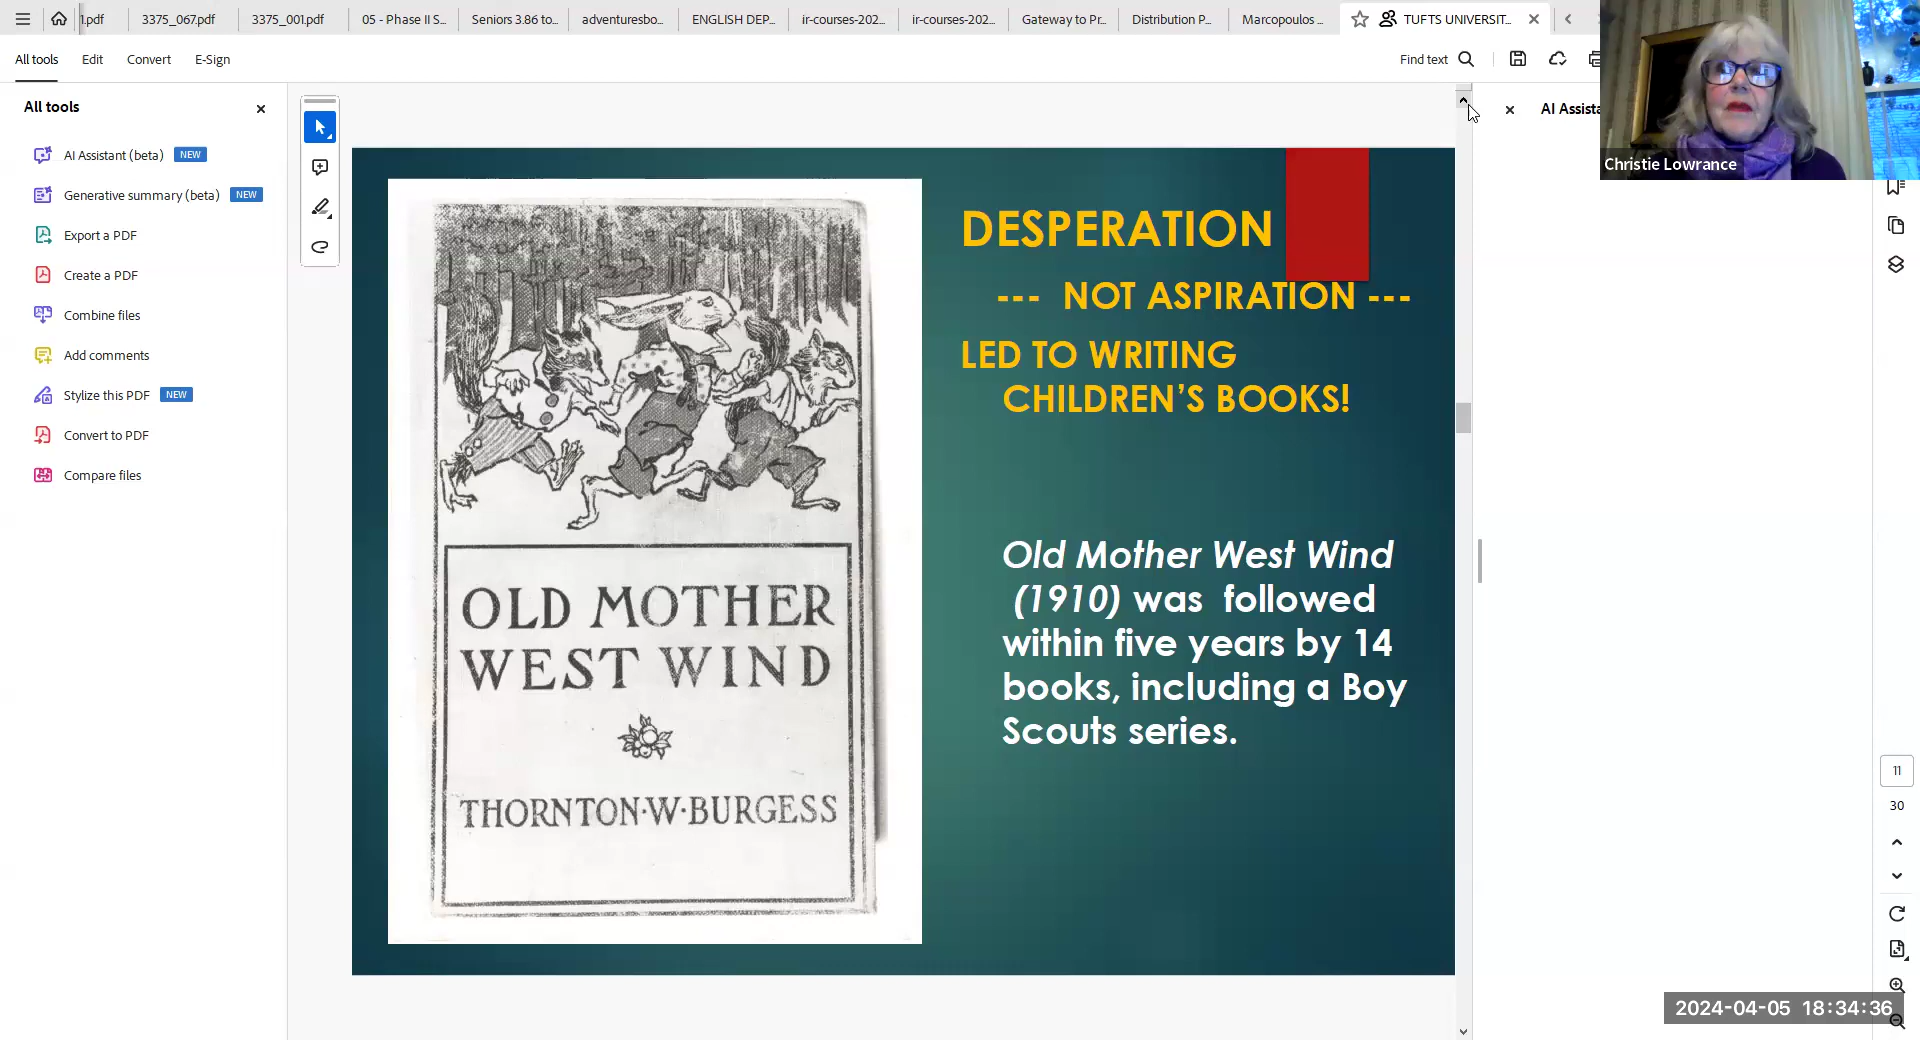 1.pdf
3375_067.pdf
3375_001.pdf
05 - Phase II S...
Seniors 3.86 to...
adventuresbo...
ENGLISH DEP...
ir-courses-202...
ir-courses-202...
Gateway to Pr...
Distribution P...
Marcopoulos ...
TUFTS UNIVERSIT...
All tools
Edit
Convert
E-Sign
Find text
All tools
AI Assistant (beta) NEW
Generative summary (beta) NEW
Export a PDF
Create a PDF
Combine files
Add comments
Stylize this PDF NEW
Convert to PDF
Compare files
OLD MOTHER
WEST WIND
THORNTON·W·BURGESS
DESPERATION
--- NOT ASPIRATION ---
LED TO WRITING
CHILDREN’S BOOKS!
Old Mother West Wind
(1910) was followed
within five years by 14
books, including a Boy
Scouts series.
AI Assista
Christie Lowrance
11
30
2024-04-05 18:34:36